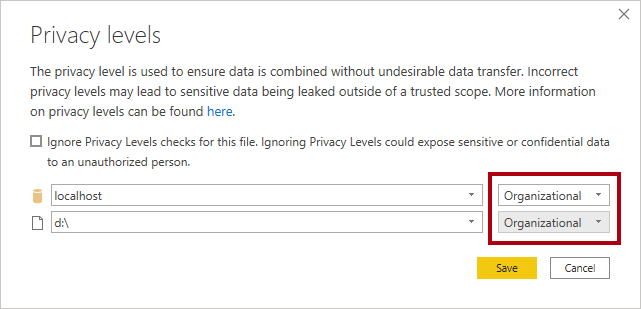 Privacy levels
The privacy level is used to ensure data is combined without undesirable data transfer. Incorrect
privacy levels may lead to sensitive data being leaked outside of a trusted scope. More information
on privacy levels can be found here.
Ignore Privacy Levels checks for this file. Ignoring Privacy Levels could expose sensitive or confidential data
to an unauthorized person.
localhost Organizational
d:\ Organizational
Save Cancel